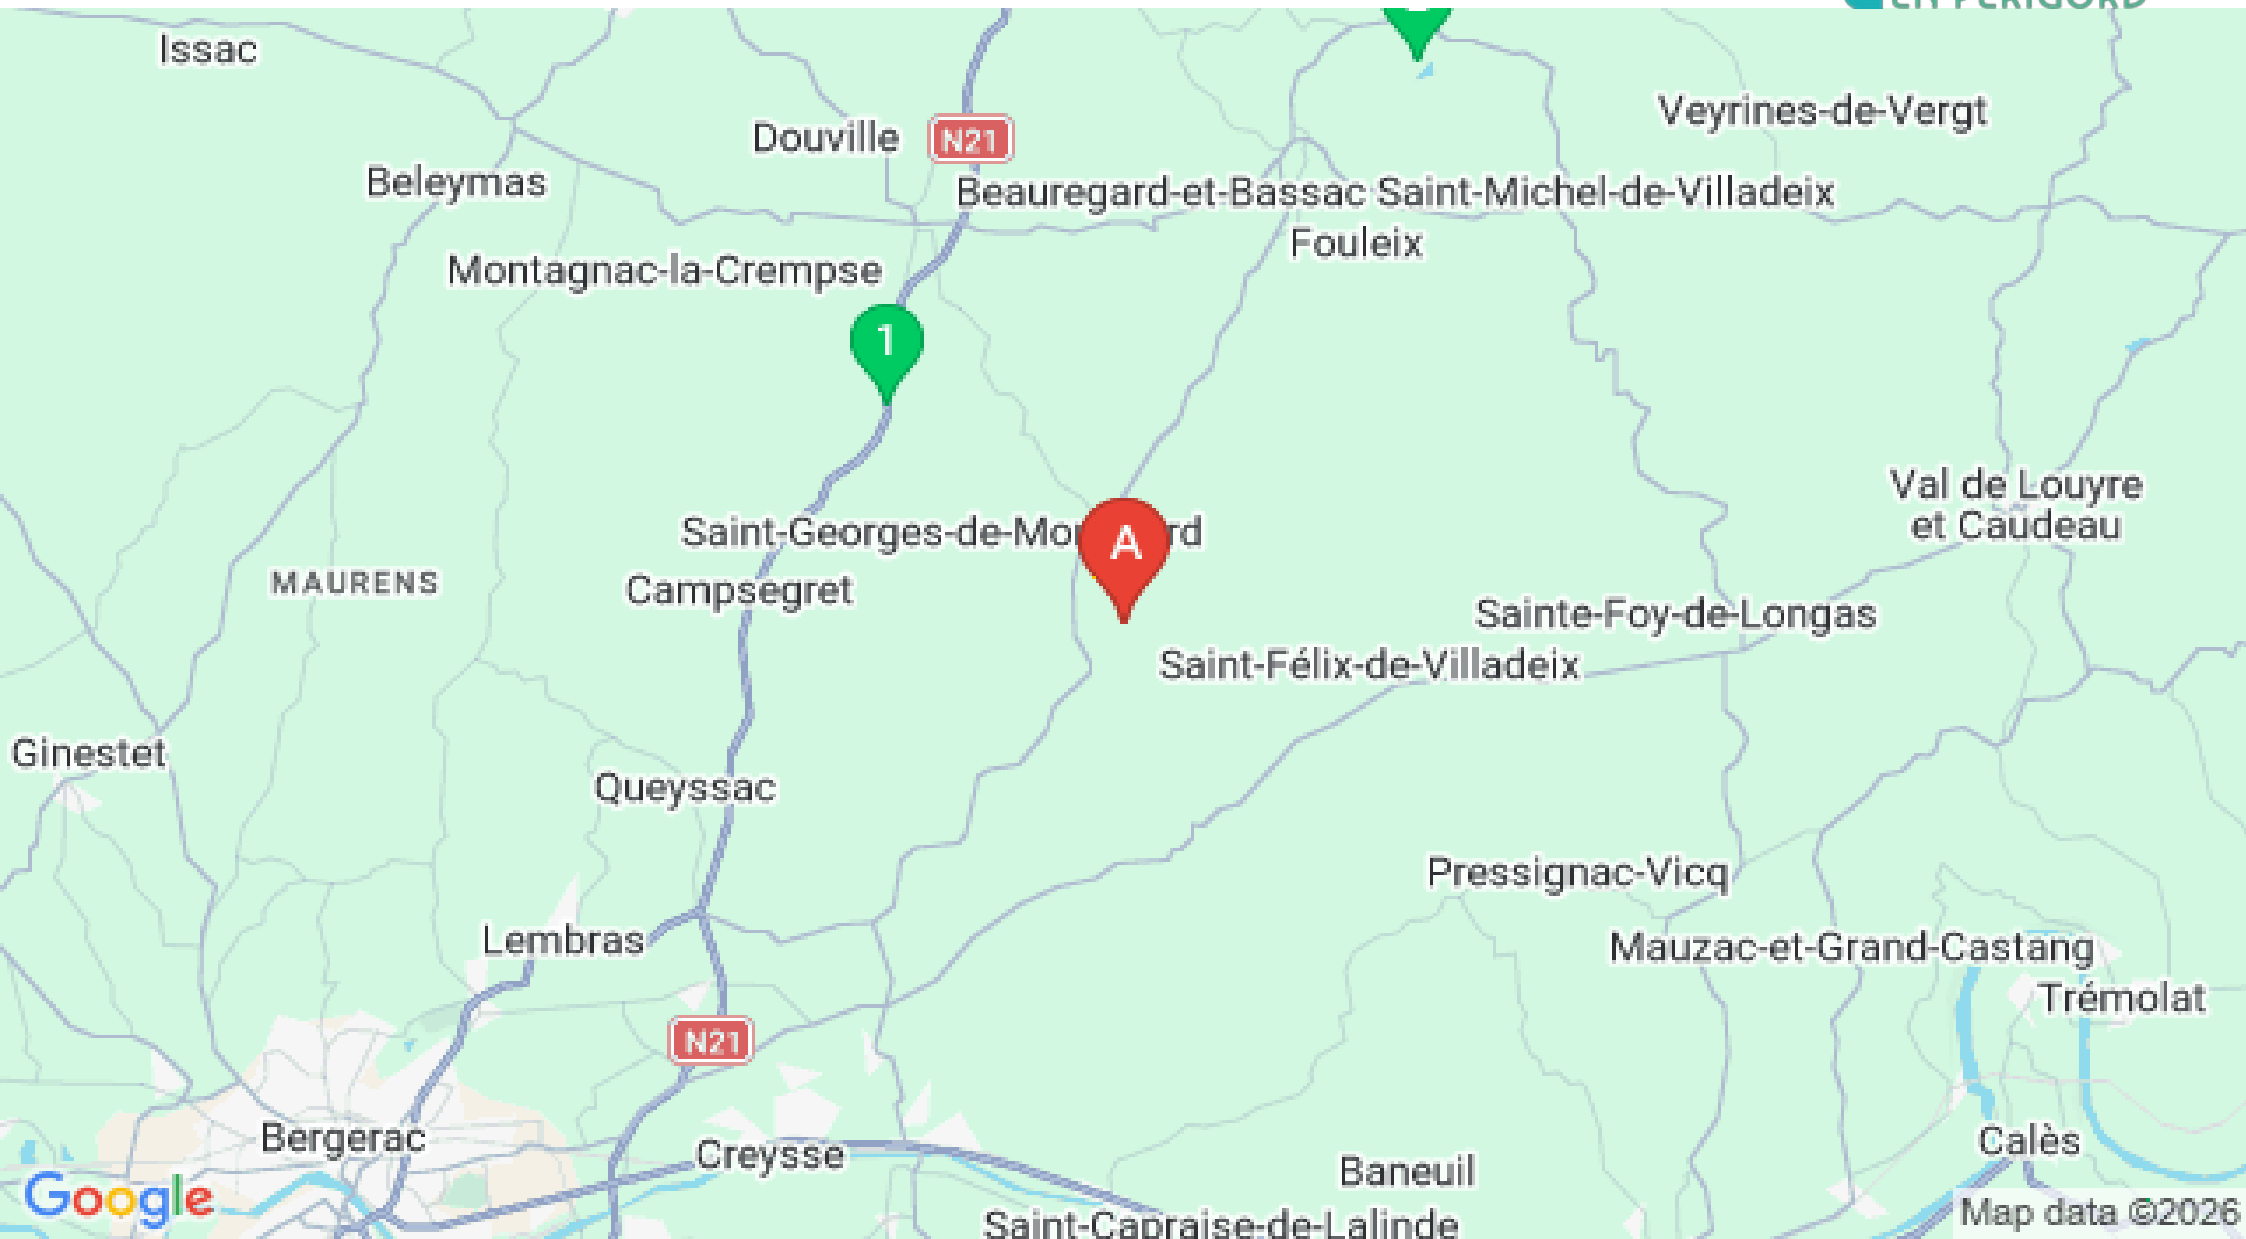 EN PÉRIGORD
Issac
Veyrines-de-Vergt
Douville
N21
Beleymas
Beauregard-et-Bassac
Saint-Michel-de-Villadeix
Fouleix
Montagnac-la-Crempse
1
Val de Louyre
et Caudeau
Saint-Georges-de-Mo
rd
A
MAURENS
Campsegret
Sainte-Foy-de-Longas
Saint-Félix-de-Villadeix
Ginestet
Queyssac
Pressignac-Vicq
Lembras
Mauzac-et-Grand-Castang
Trémolat
N21
Bergerac
Creysse
Calès
Baneuil
Google
Saint-Capraise-de-Lalinde
Map data ©2026